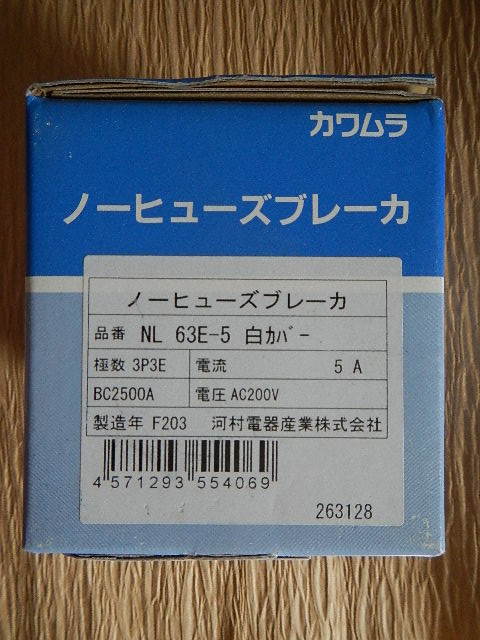 カワムラ
ノーヒューズブレーカ
ノーヒューズブレーカ
品番 NL 63E-5 白ｶﾊﾞｰ
極数 3P3E 電流 5 A
BC2500A 電圧 AC200V
製造年 F203 河村電器産業株式会社
4 571293 554069
263128